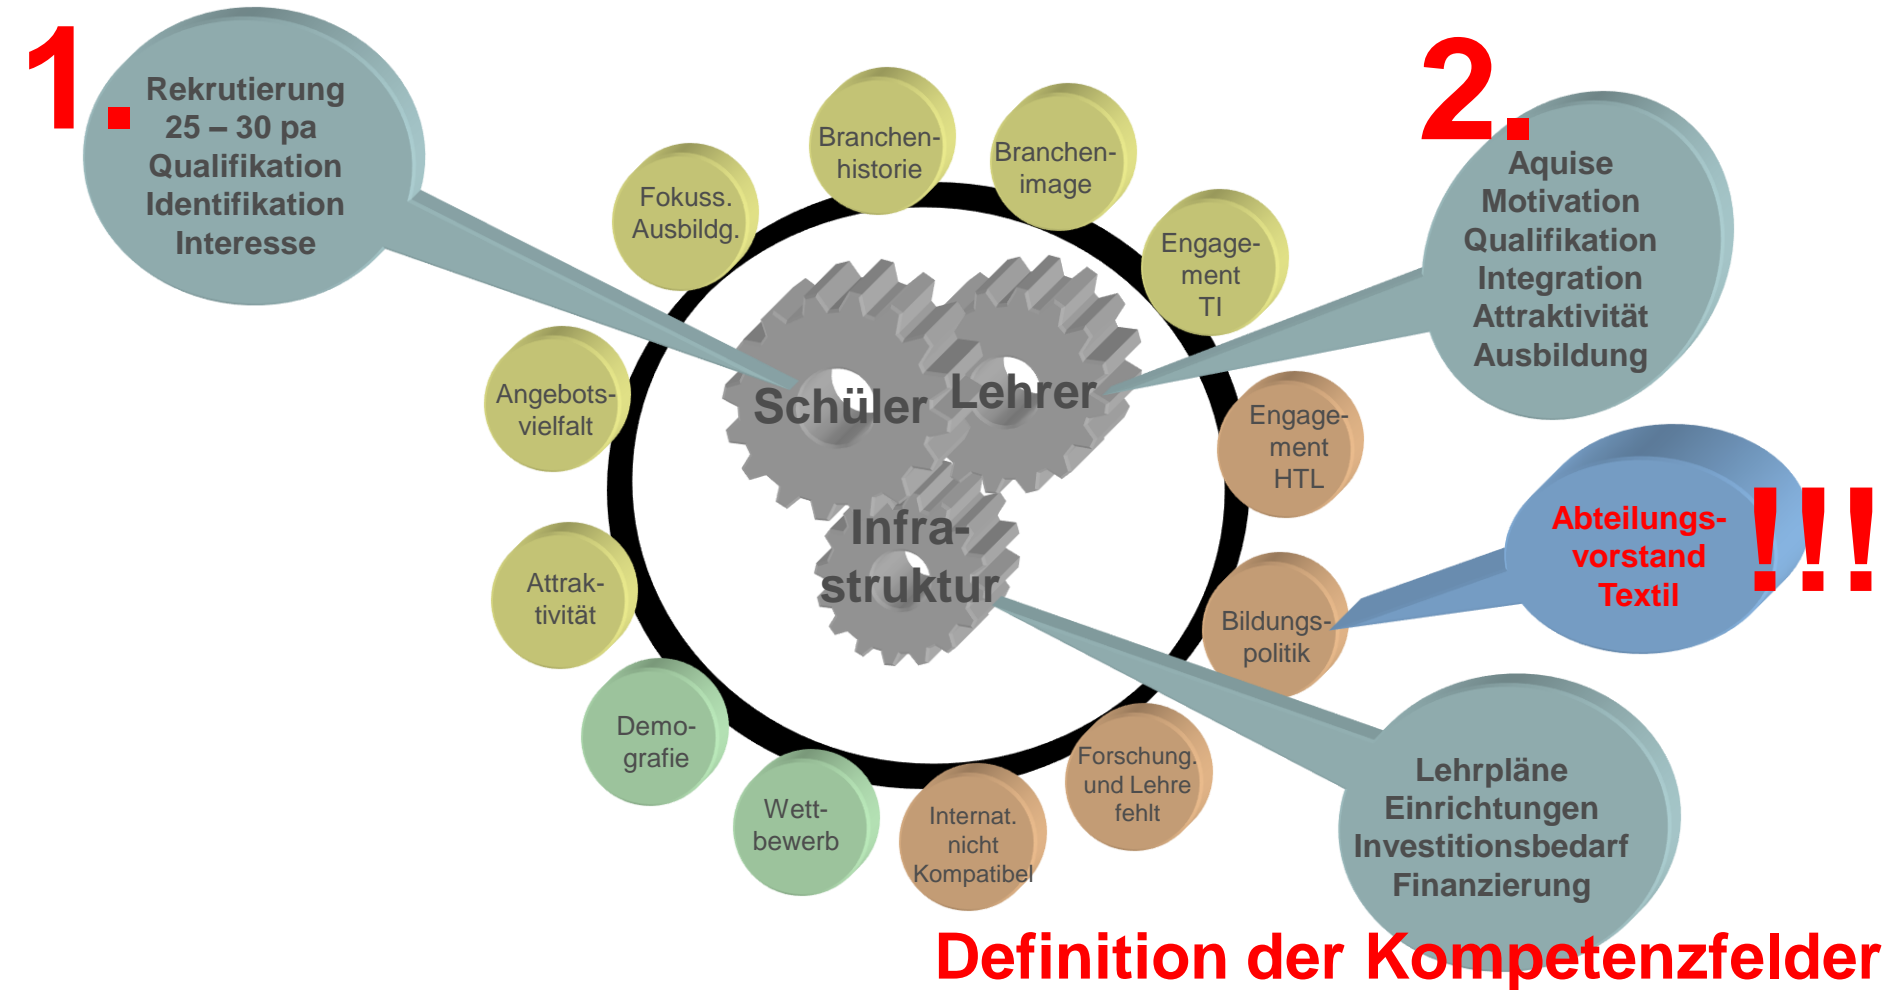 1.
Rekrutierung
25 – 30 pa
Qualifikation
Identifikation
Interesse
2.
Aquise
Motivation
Qualifikation
Integration
Attraktivität
Ausbildung
Branchen-
historie
Branchen-
image
Fokuss.
Ausbildg.
Engage-
ment
TI
Angebots-
vielfalt
Schüler
Lehrer
Engage-
ment
HTL
Infra-
struktur
Abteilungs-
vorstand
Textil
!!!
Attrak-
tivität
Bildungs-
politik
Demo-
grafie
Wett-
bewerb
Internat.
nicht
Kompatibel
Forschung.
und Lehre
fehlt
Lehrpläne
Einrichtungen
Investitionsbedarf
Finanzierung
Definition der Kompetenzfelder